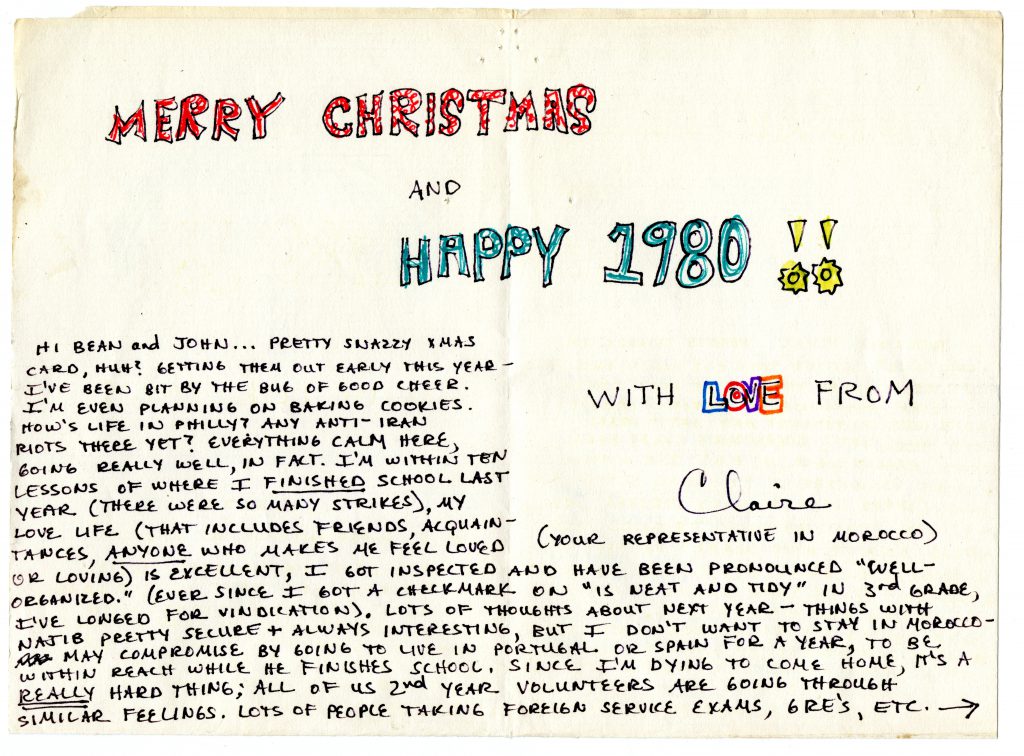 MERRY CHRISTMAS
AND
HAPPY 1980 !!
HI BEAN and JOHN... PRETTY SNAZZY XMAS
CARD, HUH? GETTING THEM OUT EARLY THIS YEAR —
I'VE BEEN BIT BY THE BUG OF GOOD CHEER.
I'M EVEN PLANNING ON BAKING COOKIES.
HOW'S LIFE IN PHILLY? ANY ANTI-IRAN
RIOTS THERE YET? EVERYTHING CALM HERE,
GOING REALLY WELL, IN FACT. I'M WITHIN TEN
LESSONS OF WHERE I FINISHED SCHOOL LAST
YEAR (THERE WERE SO MANY STRIKES), MY
LOVE LIFE (THAT INCLUDES FRIENDS, ACQUAIN-
TANCES, ANYONE WHO MAKES ME FEEL LOVED
OR LOVING) IS EXCELLENT, I GOT INSPECTED AND HAVE BEEN PRONOUNCED "WELL-
ORGANIZED." (EVER SINCE I GOT A CHECKMARK ON "IS NEAT AND TIDY" IN 3rd GRADE,
I'VE LONGED FOR VINDICATION). LOTS OF THOUGHTS ABOUT NEXT YEAR — THINGS WITH
NAJIB PRETTY SECURE + ALWAYS INTERESTING, BUT I DON'T WANT TO STAY IN MOROCCO —
MAY COMPROMISE BY GOING TO LIVE IN PORTUGAL OR SPAIN FOR A YEAR, TO BE
WITHIN REACH WHILE HE FINISHES SCHOOL. SINCE I'M DYING TO COME HOME, IT'S A
REALLY HARD THING; ALL OF US 2nd YEAR VOLUNTEERS ARE GOING THROUGH
SIMILAR FEELINGS. LOTS OF PEOPLE TAKING FOREIGN SERVICE EXAMS, GRE'S, ETC. →
WITH LOVE FROM
Claire
(YOUR REPRESENTATIVE IN MOROCCO)